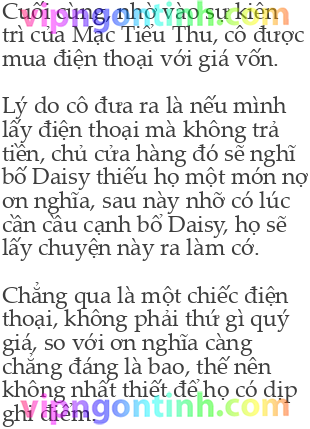 Cuối cùng, nhờ vào sự kiên
trì của Mạc Tiểu Thu, cô được
mua điện thoại với giá vốn.
Lý do cô đưa ra là nếu mình
lấy điện thoại mà không trả
tiền, chủ cửa hàng đó sẽ nghĩ
bố Daisy thiếu họ một món nợ
ơn nghĩa, sau này nhỡ có lúc
cần cầu cạnh bổ Daisy, họ sẽ
lấy chuyện này ra làm cớ.
Chẳng qua là một chiếc điện
thoại, không phải thứ gì quý
giá, so với ơn nghĩa càng
chẳng đáng là bao, thế nên
không nhất thiết để họ có dịp
ghi điểm.
vipngontinh.com
vipngontinh.com